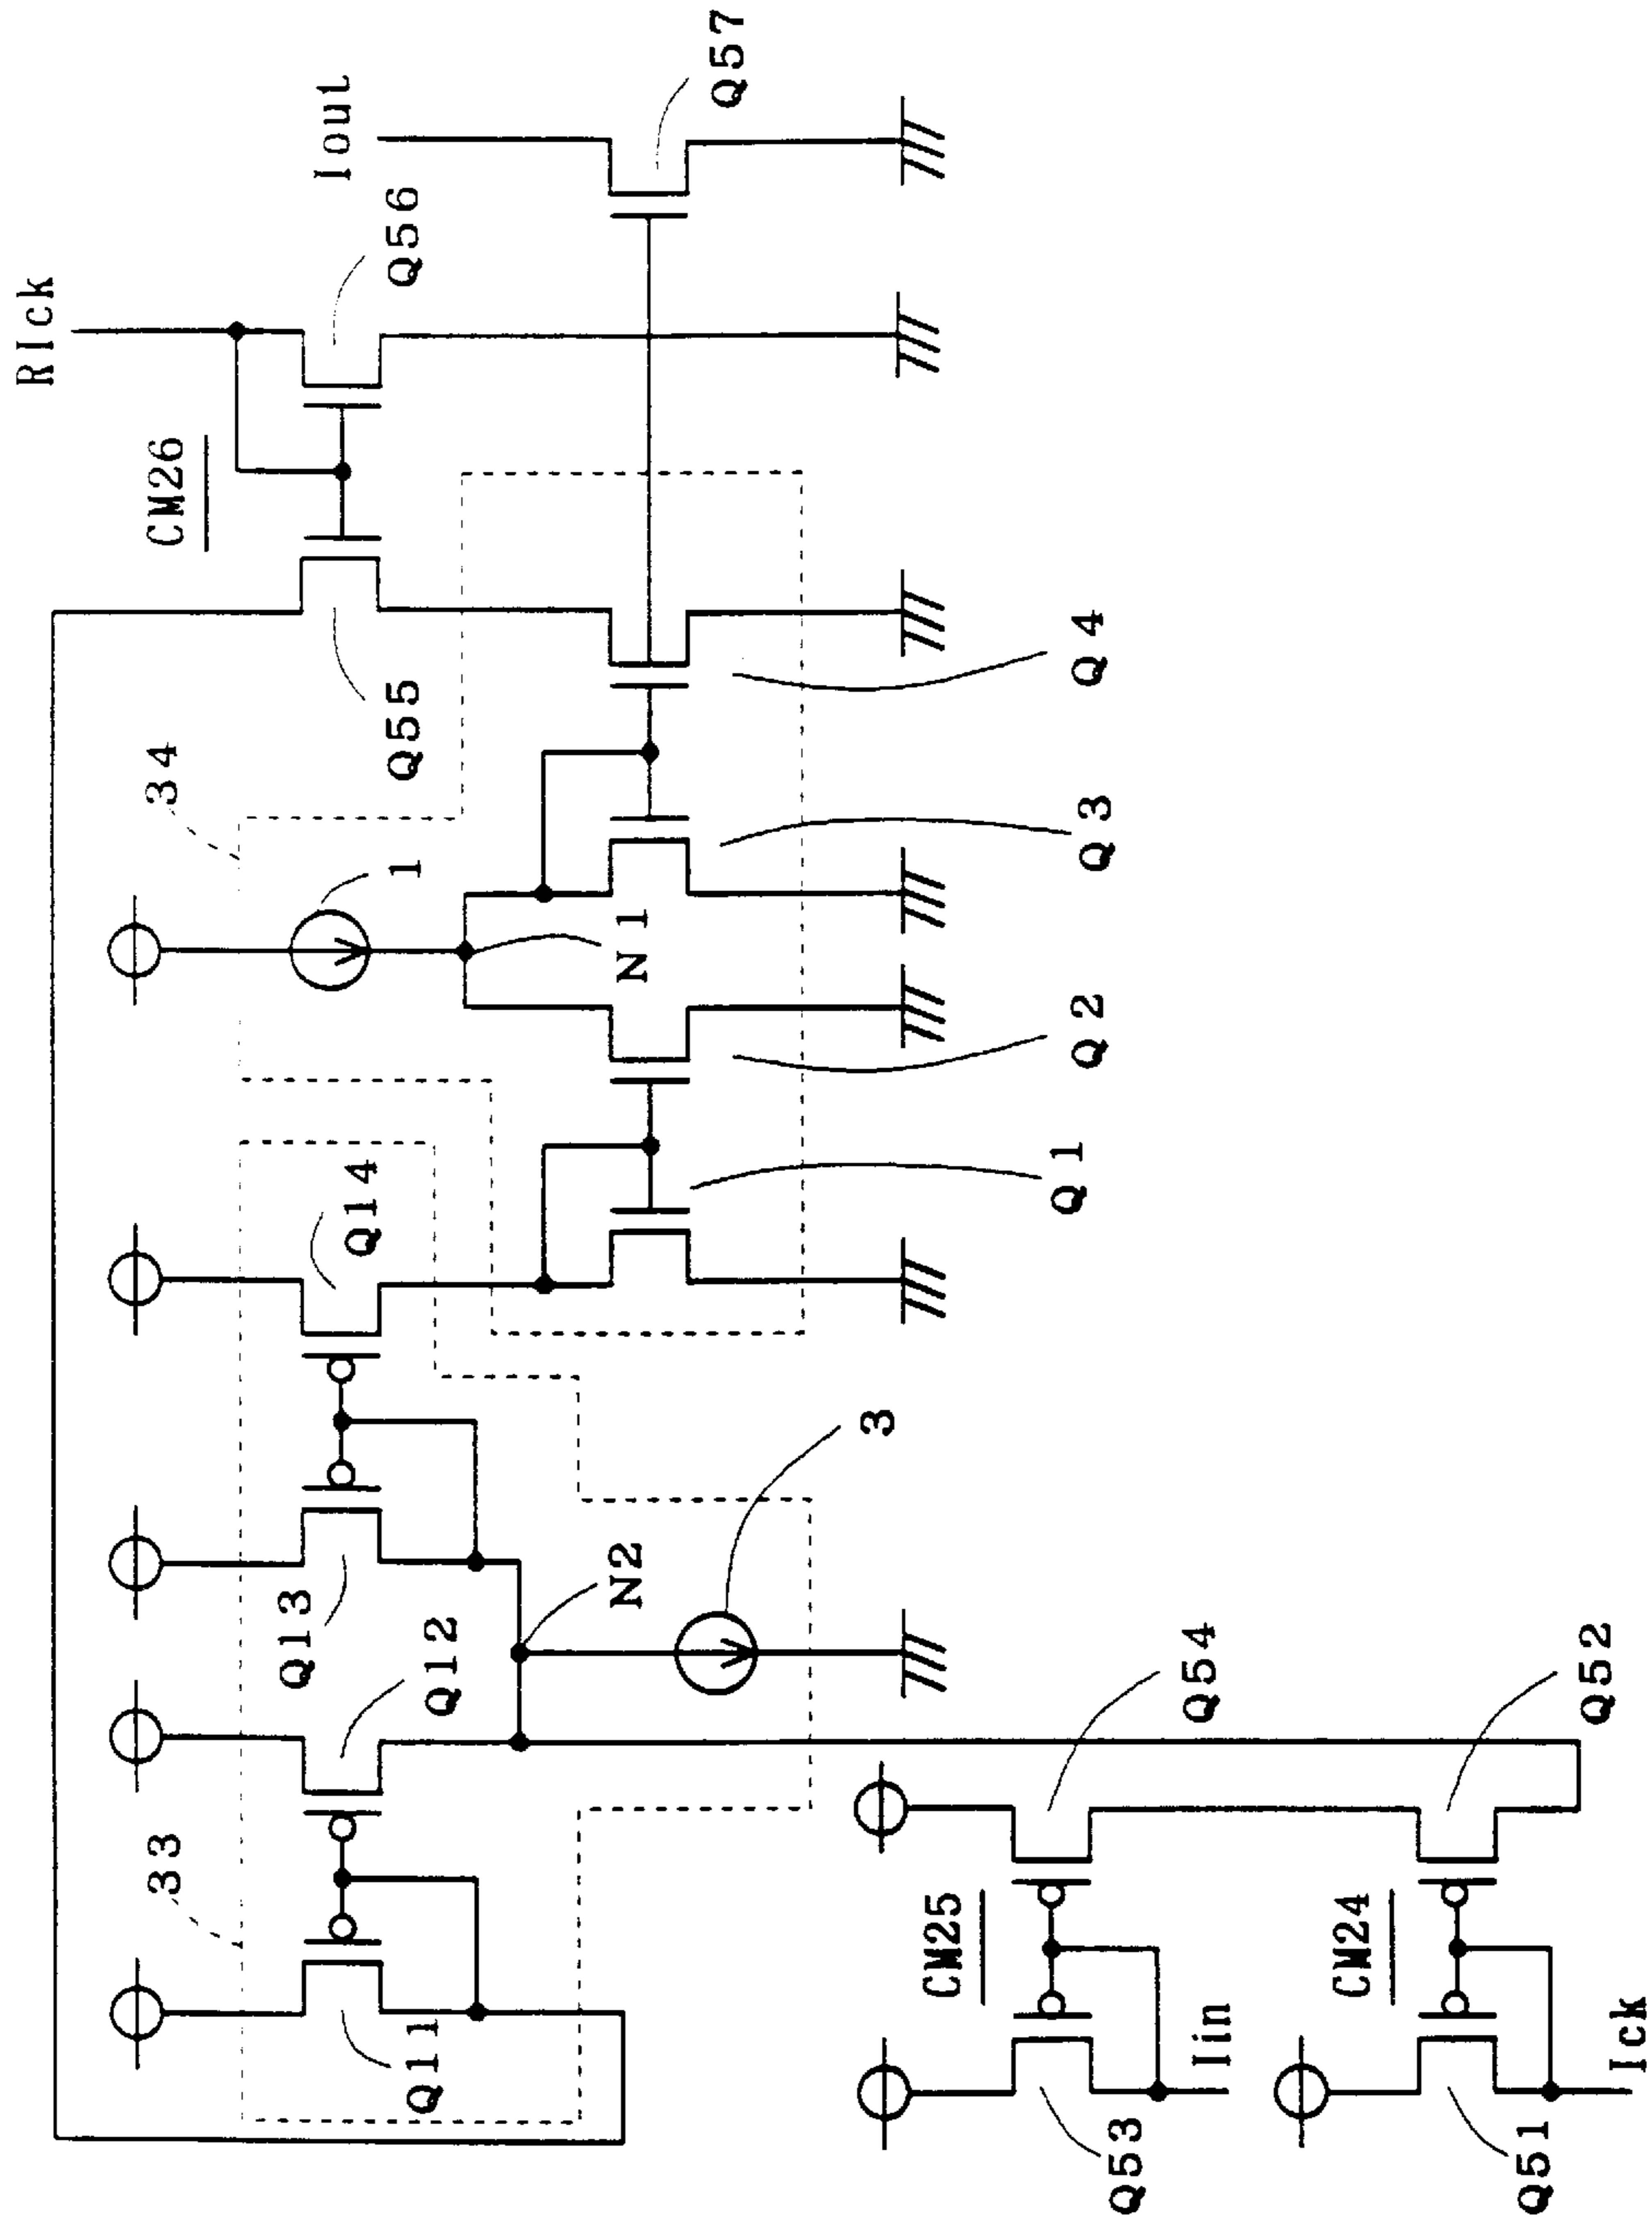 RIck
Iout
Q57
Q56
CM26
Q55
34
1
N1
Q4
Q3
Q2
Q1
Q14
Q13
Q12
N2
3
33
Q11
Q54
Q52
CM25
CM24
Iin
Ick
Q53
Q51